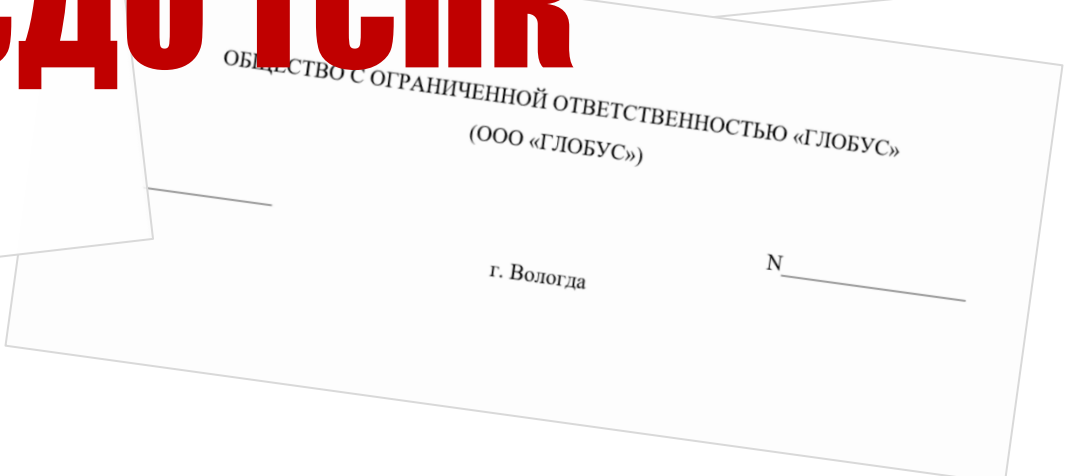 ОБЩЕСТВО С ОГРАНИЧЕННОЙ ОТВЕТСТВЕННОСТЬЮ «ГЛОБУС»
(ООО «ГЛОБУС»)
N
г. Вологда